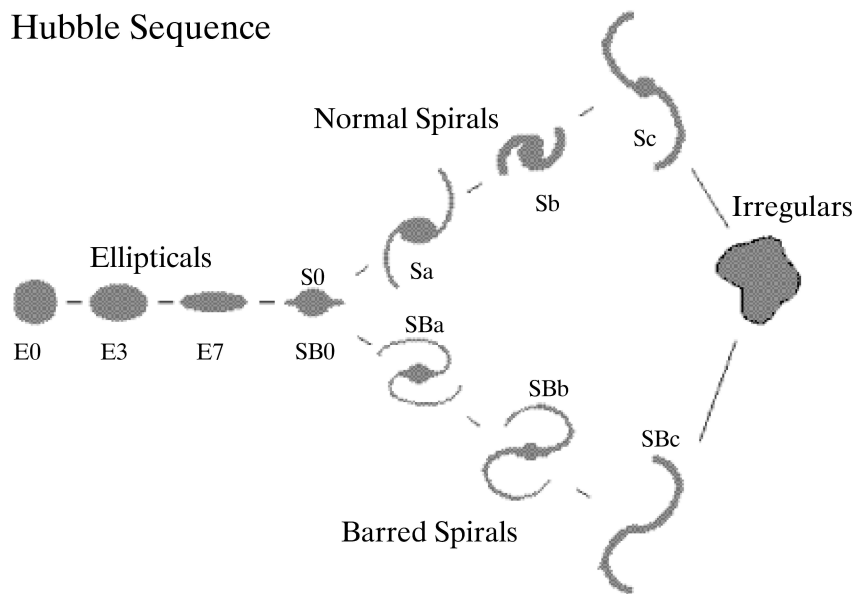 Hubble Sequence
Normal Spirals
Sc
Sb
Irregulars
Ellipticals
S0
Sa
E0
E3
E7
SB0
SBa
SBb
SBc
Barred Spirals